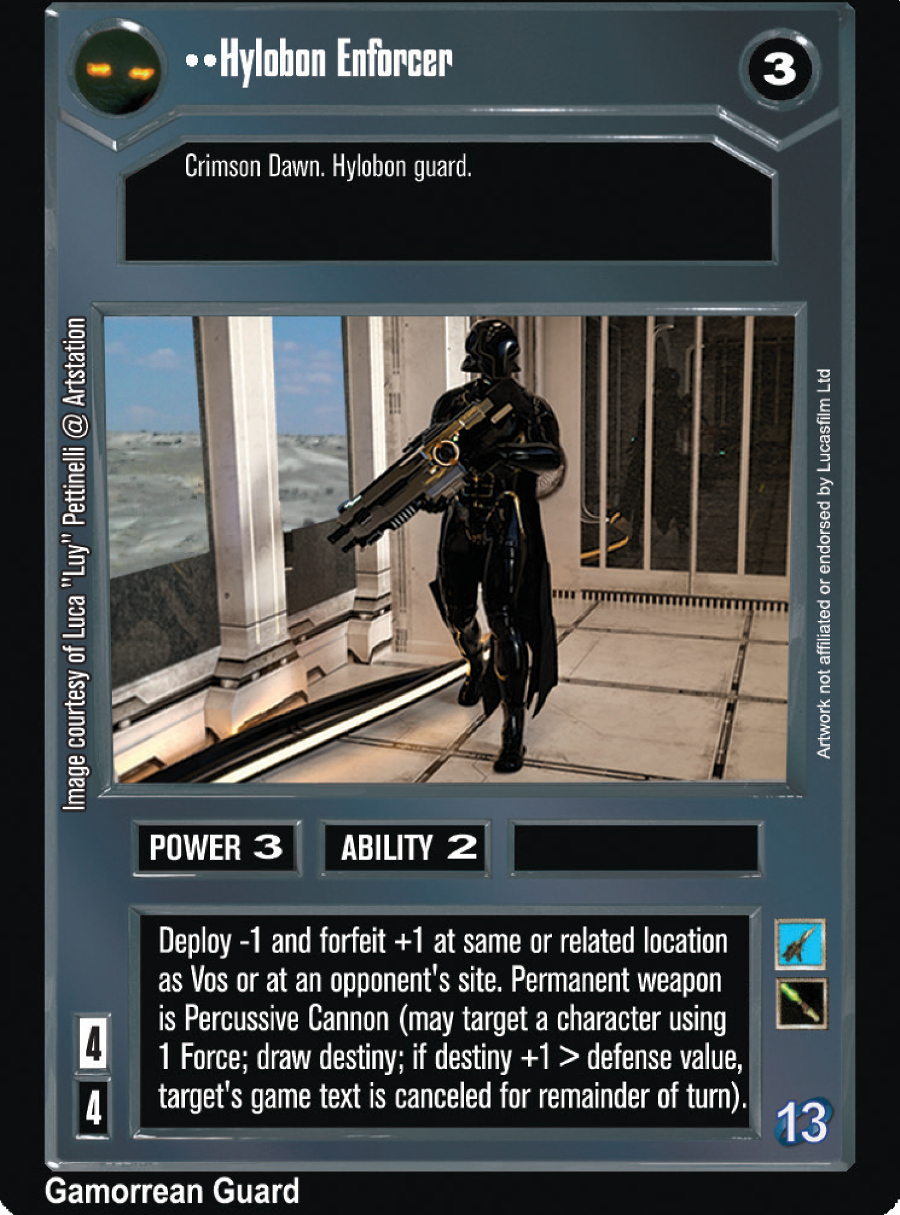 ••Hylobon Enforcer
3
Crimson Dawn. Hylobon guard.
Image courtesy of Luca "Luy" Pettinelli @ Artstation
Artwork not affiliated or endorsed by Lucasfilm Ltd
POWER 3
ABILITY 2
Deploy -1 and forfeit +1 at same or related location
as Vos or at an opponent's site. Permanent weapon
is Percussive Cannon (may target a character using
1 Force; draw destiny; if destiny +1 > defense value,
target's game text is canceled for remainder of turn).
4
4
13
Gamorrean Guard